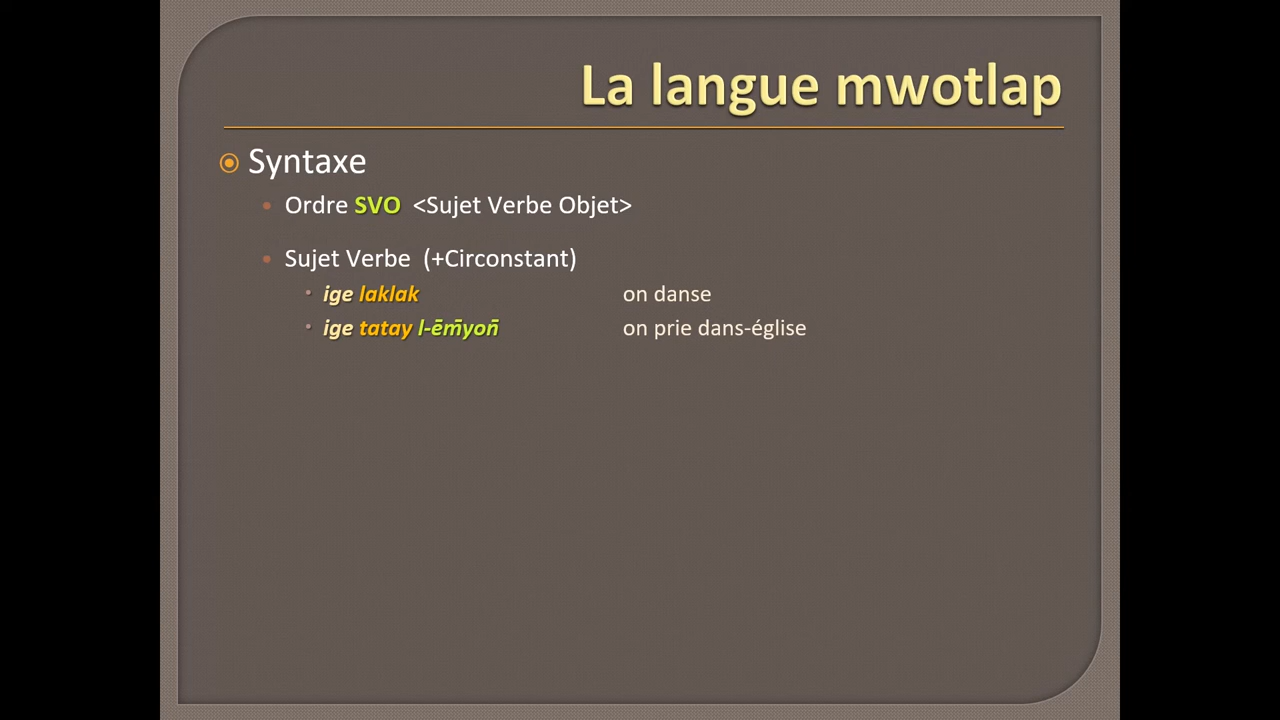 La langue mwotlap
Syntaxe
Ordre SVO <Sujet Verbe Objet>
Sujet Verbe (+Circonstant)
ige laklak on danse
ige tatay l-ēm̄yon̄ on prie dans-église